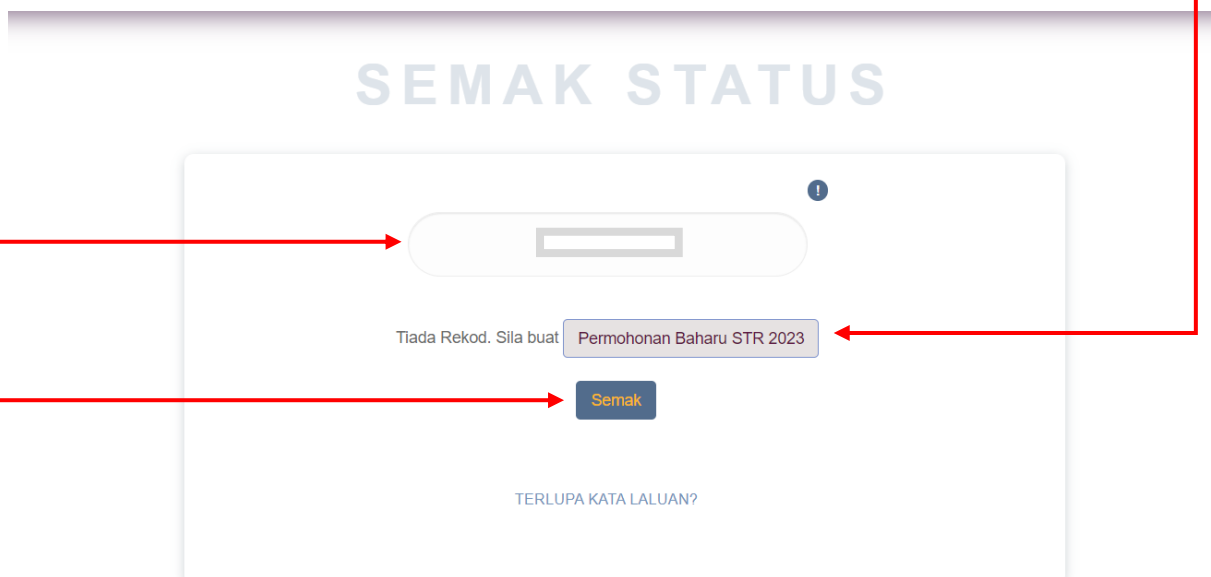 SEMAK STATUS
!
Tiada Rekod. Sila buat Permohonan Baharu STR 2023
Semak
TERLUPA KATA LALUAN?